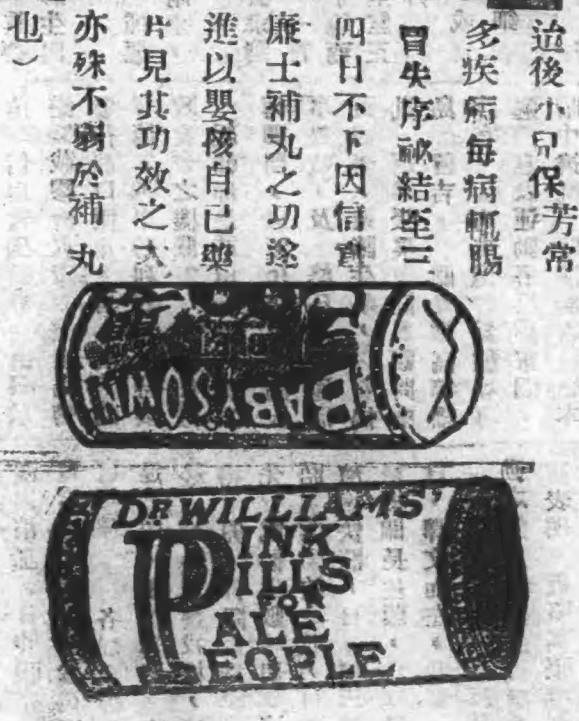 迨後小兒保芳常
多疾病每病輒腸
胃失序祕結至三
四日不下因信韋
廉士補丸之功遂
進以嬰孩自己藥
片見其功效之大
亦殊不弱於補丸
也）
BABY'S OWN
DR WILLIAMS'
PINK
PILLS
FOR
PALE
PEOPLE